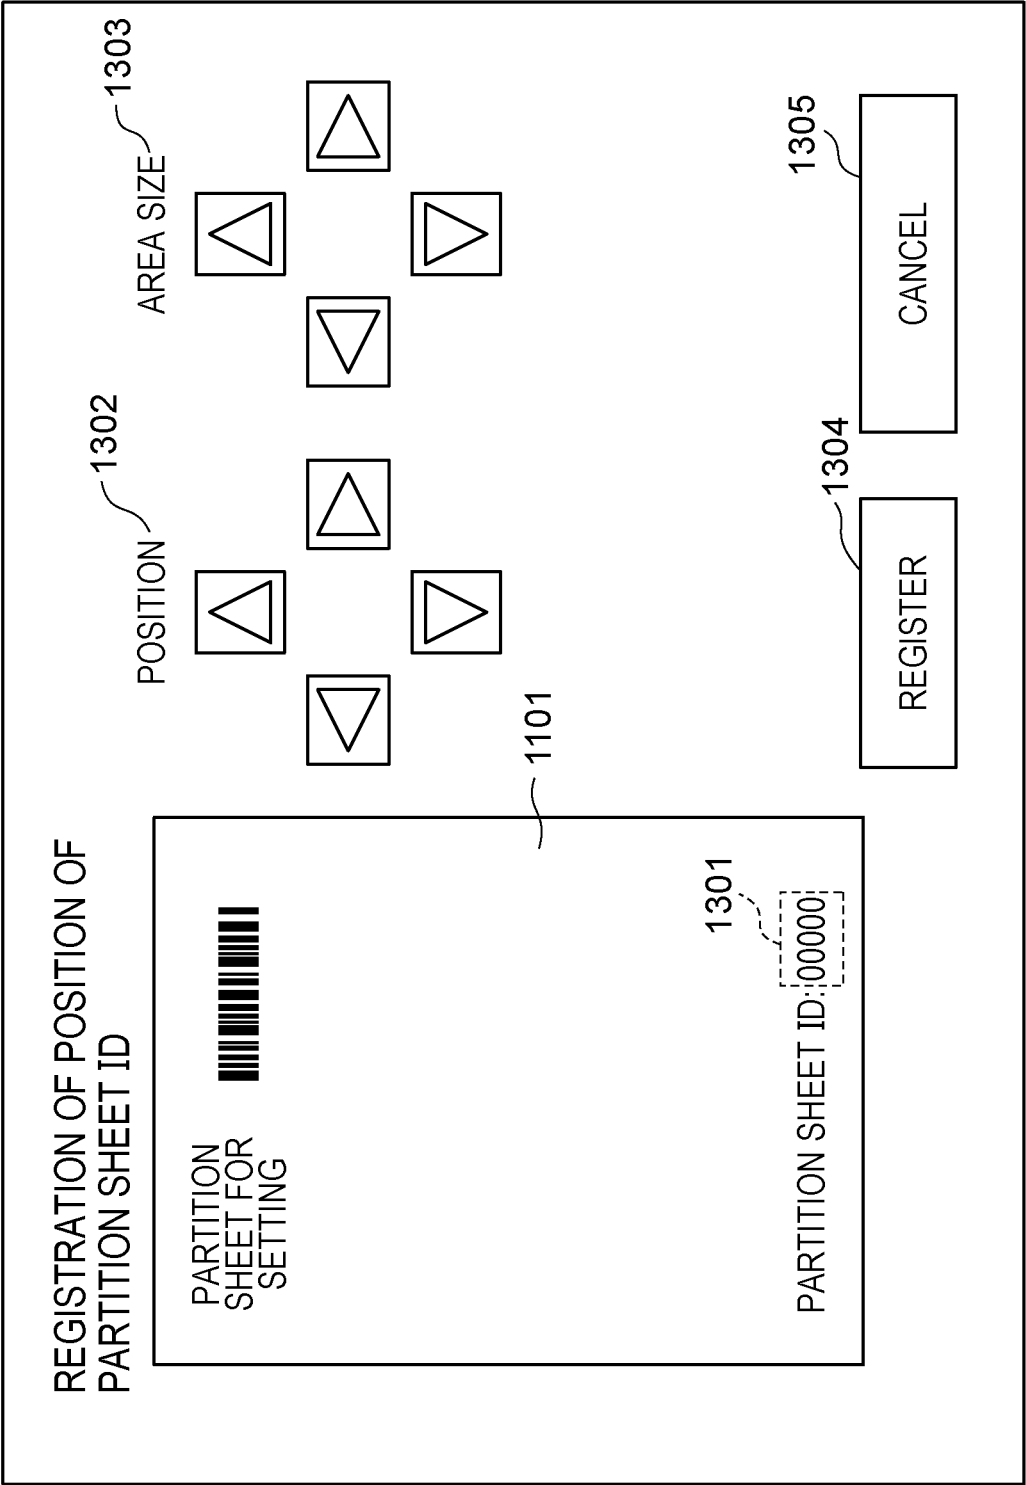 REGISTRATION OF POSITION OF
PARTITION SHEET ID
PARTITION
SHEET FOR
SETTING
1101
1301
PARTITION SHEET ID:00000
POSITION
1302
AREA SIZE
1303
1304
REGISTER
1305
CANCEL